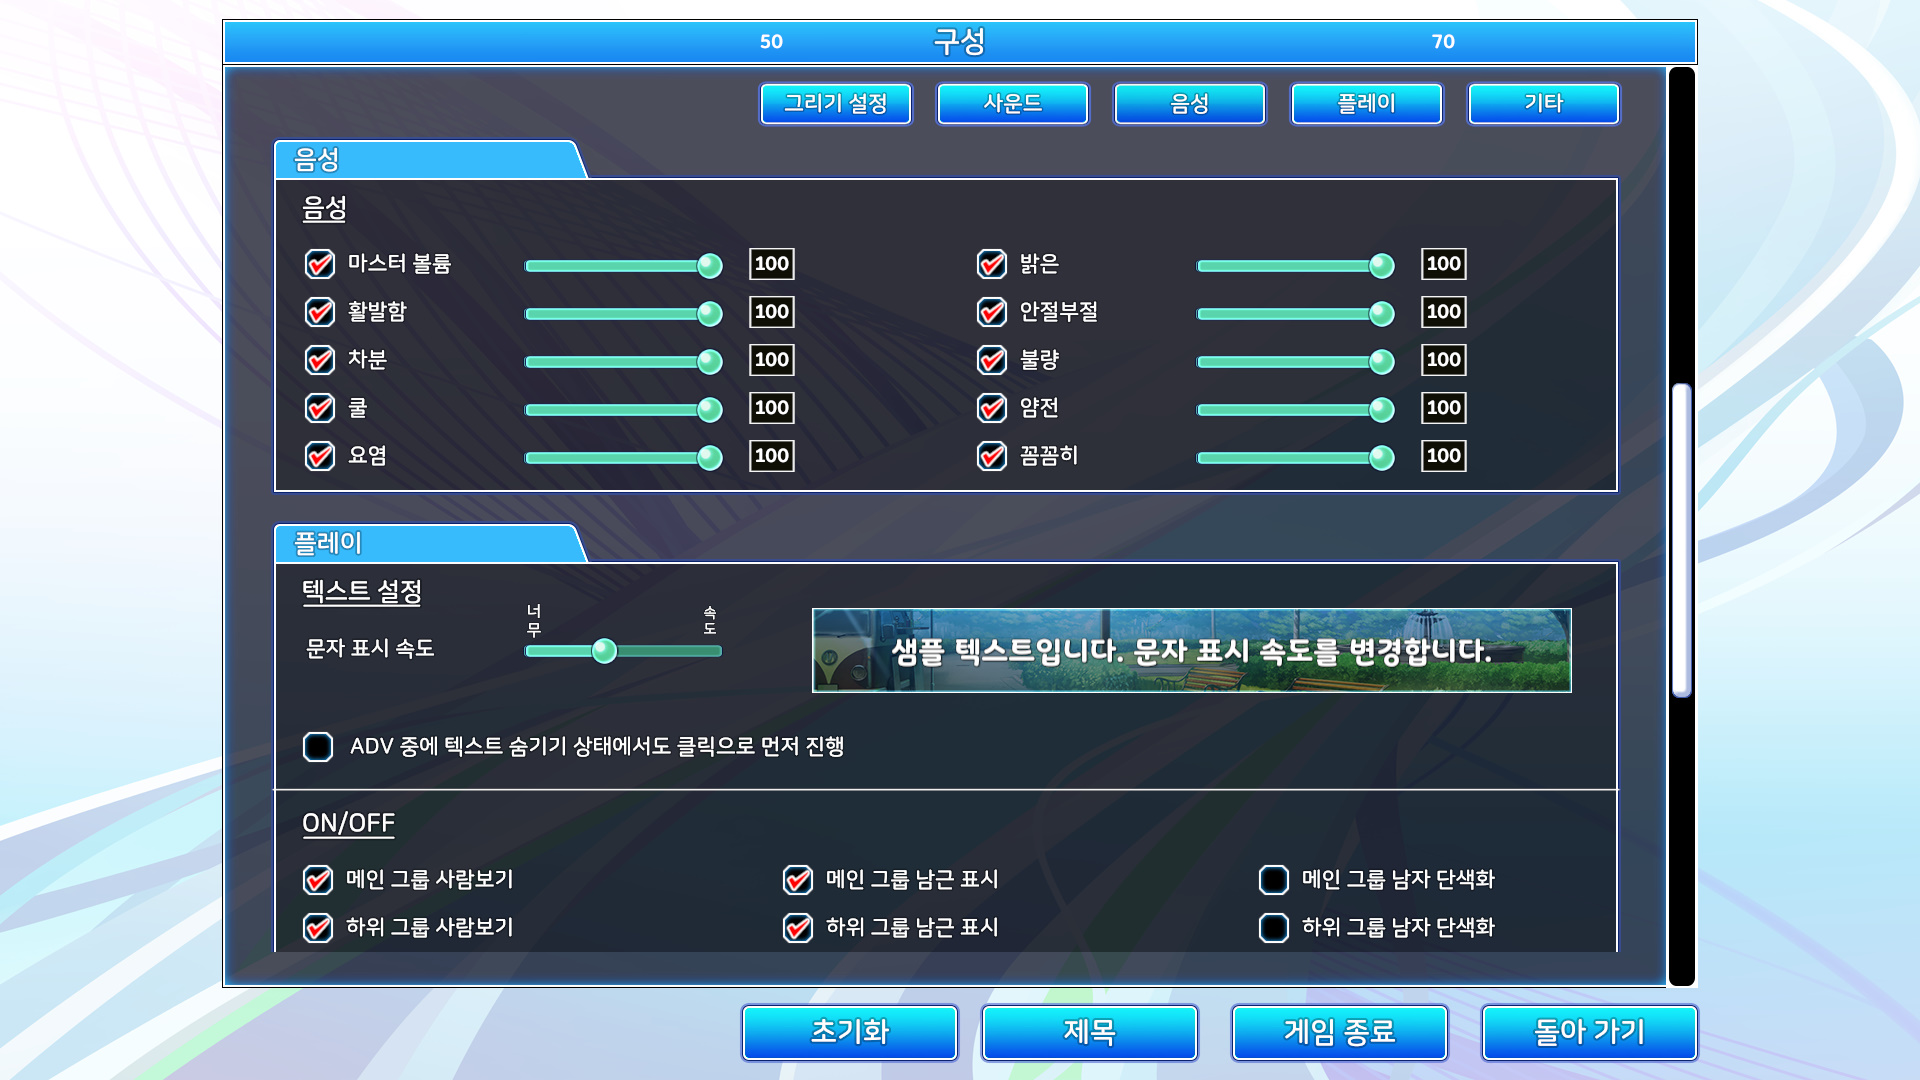 50 구성 70
그리기 설정 사운드 음성 플레이 기타
음성
음성
마스터 볼륨 100 밝은 100
활발함 100 안절부절 100
차분 100 불량 100
쿨 100 얌전 100
요염 100 꼼꼼히 100
플레이
텍스트 설정
너무 속도
문자 표시 속도
샘플 텍스트입니다. 문자 표시 속도를 변경합니다.
ADV 중에 텍스트 숨기기 상태에서도 클릭으로 먼저 진행
ON/OFF
메인 그룹 사람보기 메인 그룹 남근 표시 메인 그룹 남자 단색화
하위 그룹 사람보기 하위 그룹 남근 표시 하위 그룹 남자 단색화
초기화 제목 게임 종료 돌아 가기